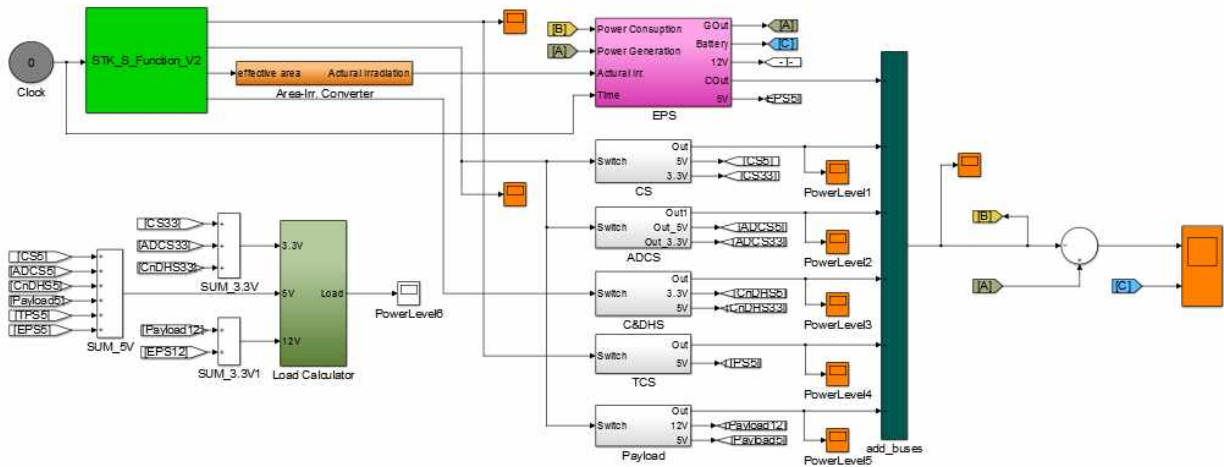 0
Clock
STK_S_Function_V2
effective area
Actural Irradiation
Area-Irr. Converter
[B]
[A]
Power Consuption
Power Generation
Actural Irr.
Time
GOut
Battery
12V
COut
5V
EPS
[A]
[C]
Switch
Out
5V
3.3V
CS
[CS5]
[CS33]
PowerLevel1
Switch
Out1
Out_5V
Out_3.3V
ADCS
[ADCS5]
[ADCS33]
PowerLevel2
Switch
Out
3.3V
5V
C&DHS
[CnDHS5]
[CnDHS33]
PowerLevel3
Switch
Out
5V
TCS
PowerLevel4
Switch
Out
12V
5V
Payload
[Payload12]
[Payload5]
PowerLevel5
add_buses
[B]
[A]
[C]
[CS33]
[ADCS33]
[CnDHS33]
SUM_3.3V
[CS5]
[ADCS5]
[CnDHS5]
[TPS5]
[EPS5]
SUM_5V
[Payload12]
[EPS12]
SUM_3.3V1
3.3V
5V
12V
Load
Load Calculator
PowerLevel6